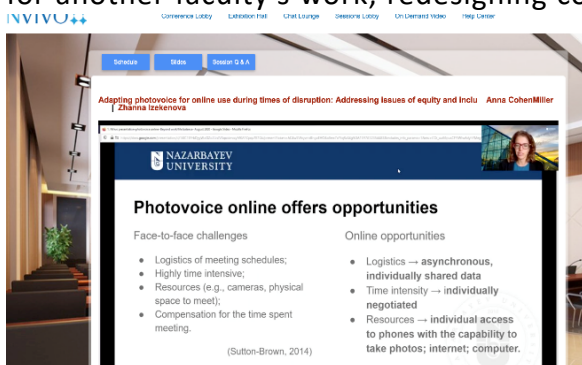 for another faculty's work, redesigning co
NVIVO
Conference Lobby Exhibition Hall Chat Lounge Sessions Lobby On Demand Video Help Center
Schedule Slides Session Q & A
Adapting photovoice for online use during times of disruption: Addressing issues of equity and inclu Anna CohenMiller
| Zhanna Izekenova
NAZARBAYEV
UNIVERSITY
Photovoice online offers opportunities
Face-to-face challenges
● Logistics of meeting schedules;
● Highly time intensive;
● Resources (e.g., cameras, physical
space to meet);
● Compensation for the time spent
meeting.
(Sutton-Brown, 2014)
Online opportunities
● Logistics → asynchronous,
individually shared data
● Time intensity → individually
negotiated
● Resources → individual access
to phones with the capability to
take photos; internet; computer.